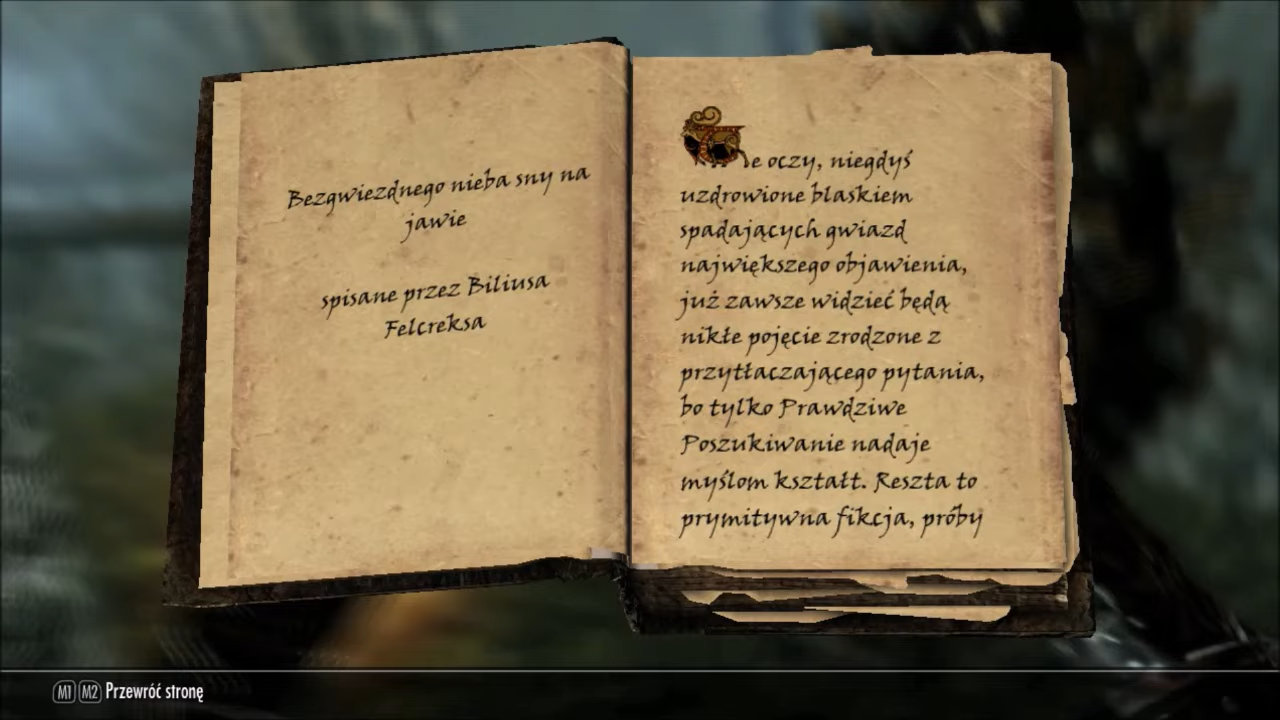 Bezgwiezdnego nieba sny na
jawie
spisane przez Biliusa
Felcreksa
Te oczy, niegdyś
uzdrowione blaskiem
spadających gwiazd
największego objawienia,
już zawsze widzieć będą
nikłe pojęcie zrodzone z
przytłaczającego pytania,
bo tylko Prawdziwe
Poszukiwanie nadaje
myślom kształt. Reszta to
prymitywna fikcja, próby
M1 M2 Przewróć stronę